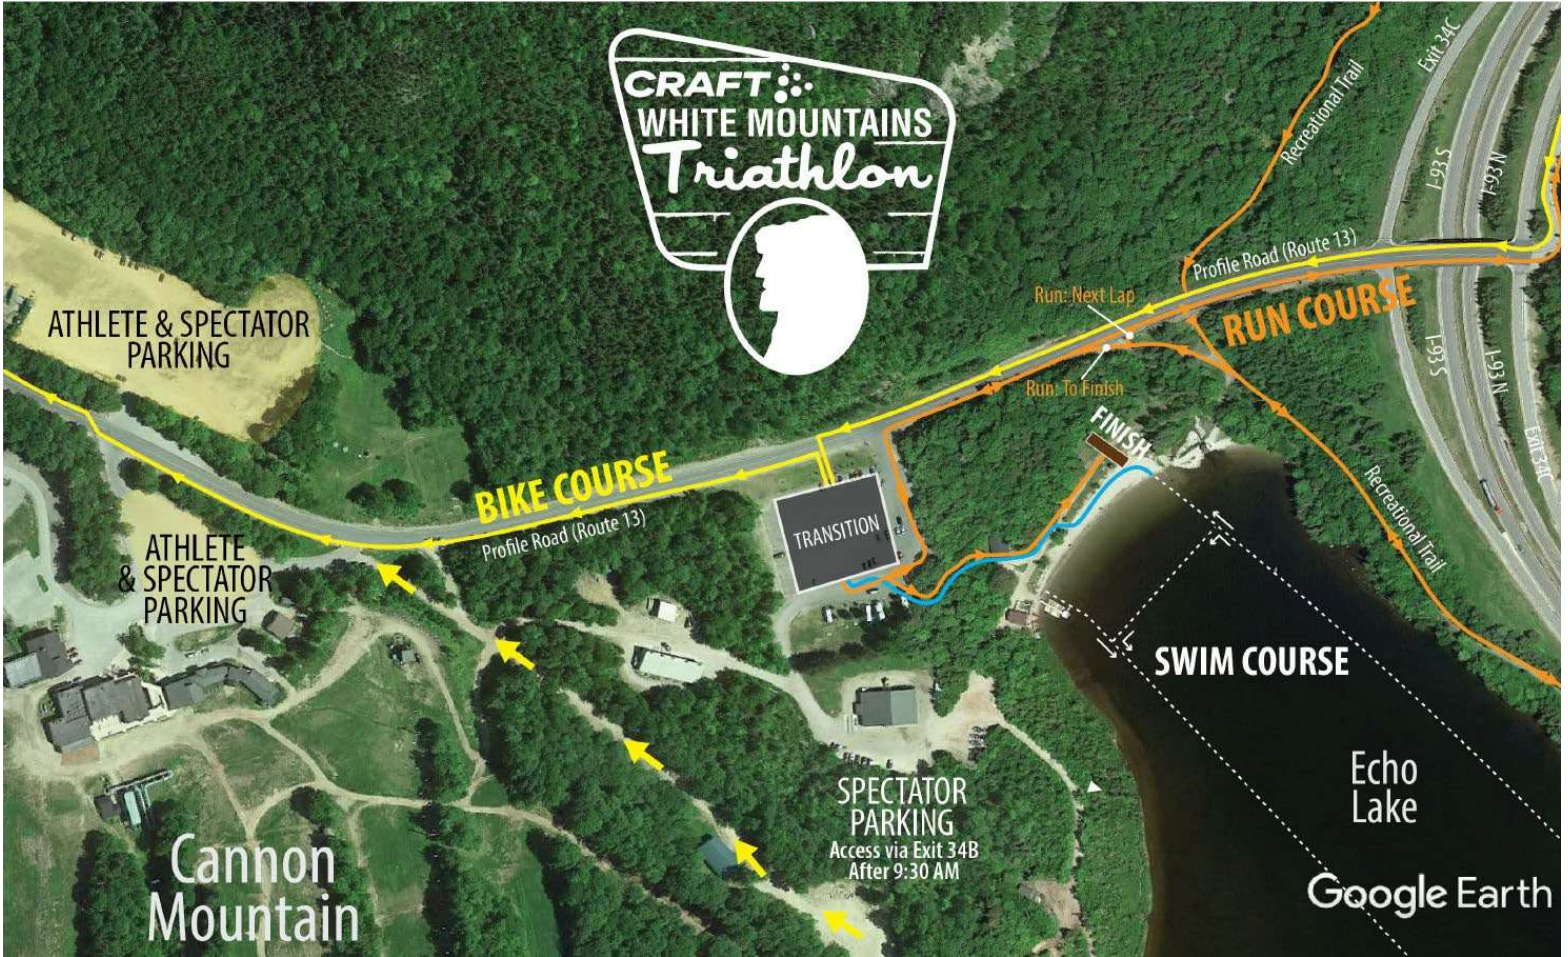 CRAFT
WHITE MOUNTAINS
Triathlon
Exit 34C
Recreational Trail
I-93 S
I-93 N
Profile Road (Route 13)
Run: Next Lap
RUN COURSE
ATHLETE & SPECTATOR
PARKING
I-93 S
I-93 N
Run: To Finish
FINISH
Exit 34C
BIKE COURSE
Profile Road (Route 13)
TRANSITION
Recreational Trail
ATHLETE
& SPECTATOR
PARKING
SWIM COURSE
Echo
Lake
SPECTATOR
PARKING
Access via Exit 34B
After 9:30 AM
Cannon
Mountain
Google Earth